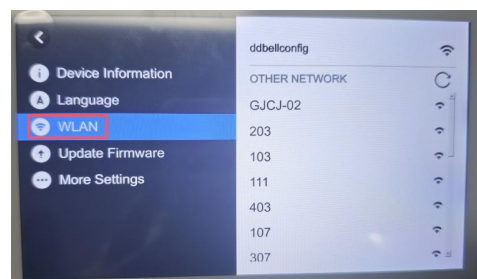 Device Information
Language
WLAN
Update Firmware
More Settings
ddbellconfig
OTHER NETWORK
GJCJ-02
203
103
111
403
107
307